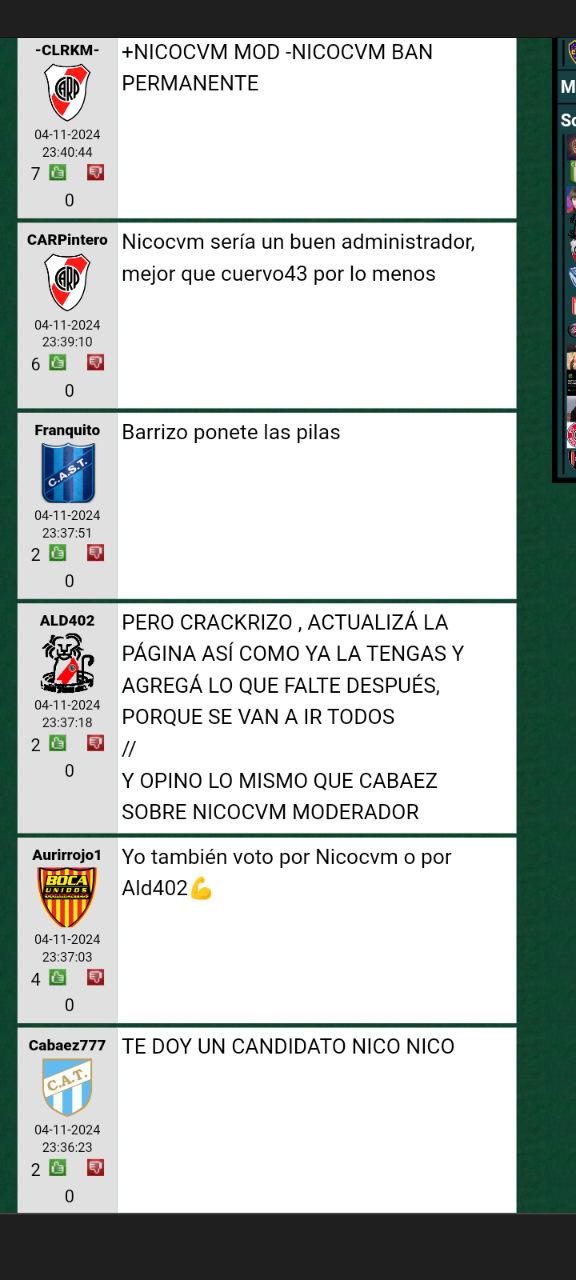 -CLRKM-
CARP
04-11-2024
23:40:44
7
0
+NICOCVM MOD -NICOCVM BAN
PERMANENTE
CARPintero
CARP
04-11-2024
23:39:10
6
0
Nicocvm sería un buen administrador,
mejor que cuervo43 por lo menos
Franquito
C.A.S.T.
04-11-2024
23:37:51
2
0
Barrizo ponete las pilas
ALD402
04-11-2024
23:37:18
2
0
PERO CRACKRIZO , ACTUALIZÁ LA
PÁGINA ASÍ COMO YA LA TENGAS Y
AGREGÁ LO QUE FALTE DESPUÉS,
PORQUE SE VAN A IR TODOS
//
Y OPINO LO MISMO QUE CABAEZ
SOBRE NICOCVM MODERADOR
Aurirrojo1
BOCA
UNIDOS
04-11-2024
23:37:03
4
0
Yo también voto por Nicocvm o por
Ald402💪
Cabaez777
C.A.T.
04-11-2024
23:36:23
2
0
TE DOY UN CANDIDATO NICO NICO